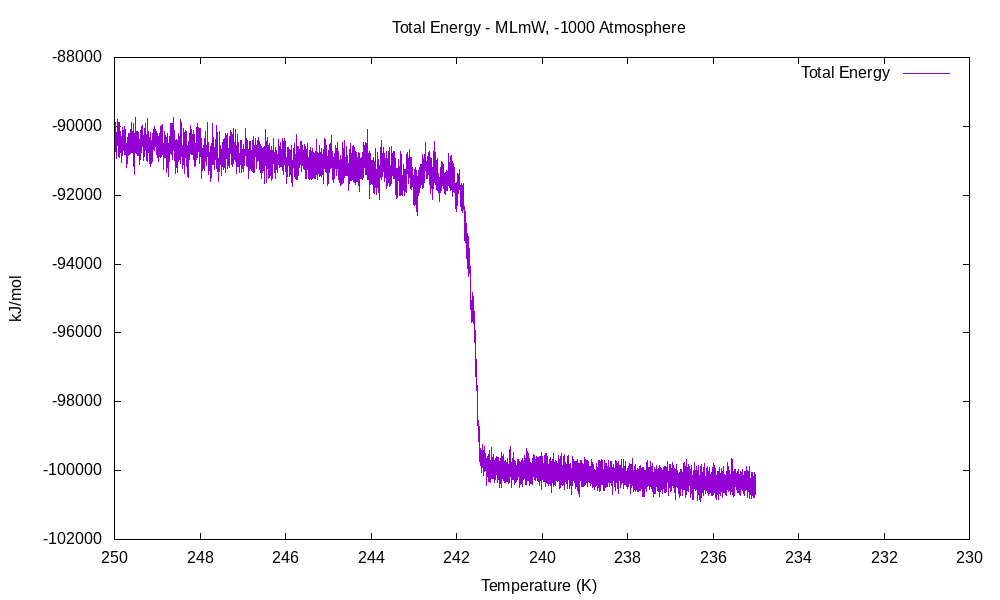 Total Energy - MLmW, -1000 Atmosphere
Total Energy
-88000
-90000
-92000
-94000
-96000
-98000
-100000
-102000
kJ/mol
250 248 246 244 242 240 238 236 234 232 230
Temperature (K)